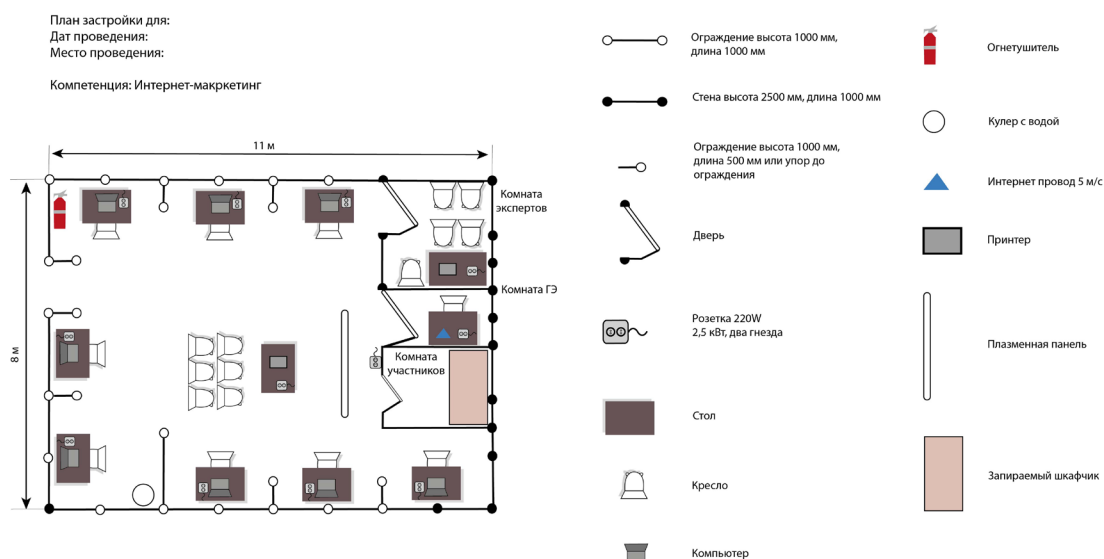 План застройки для:
Дат проведения:
Место проведения:
Компетенция: Интернет-макркетинг
11 м
8 м
Комната
экспертов
Комната ГЭ
Комната
участников
Ограждение высота 1000 мм,
длина 1000 мм
Стена высота 2500 мм, длина 1000 мм
Ограждение высота 1000 мм,
длина 500 мм или упор до
ограждения
Дверь
Розетка 220W
2,5 кВт, два гнезда
Стол
Кресло
Компьютер
Огнетушитель
Кулер с водой
Интернет провод 5 м/с
Принтер
Плазменная панель
Запираемый шкафчик